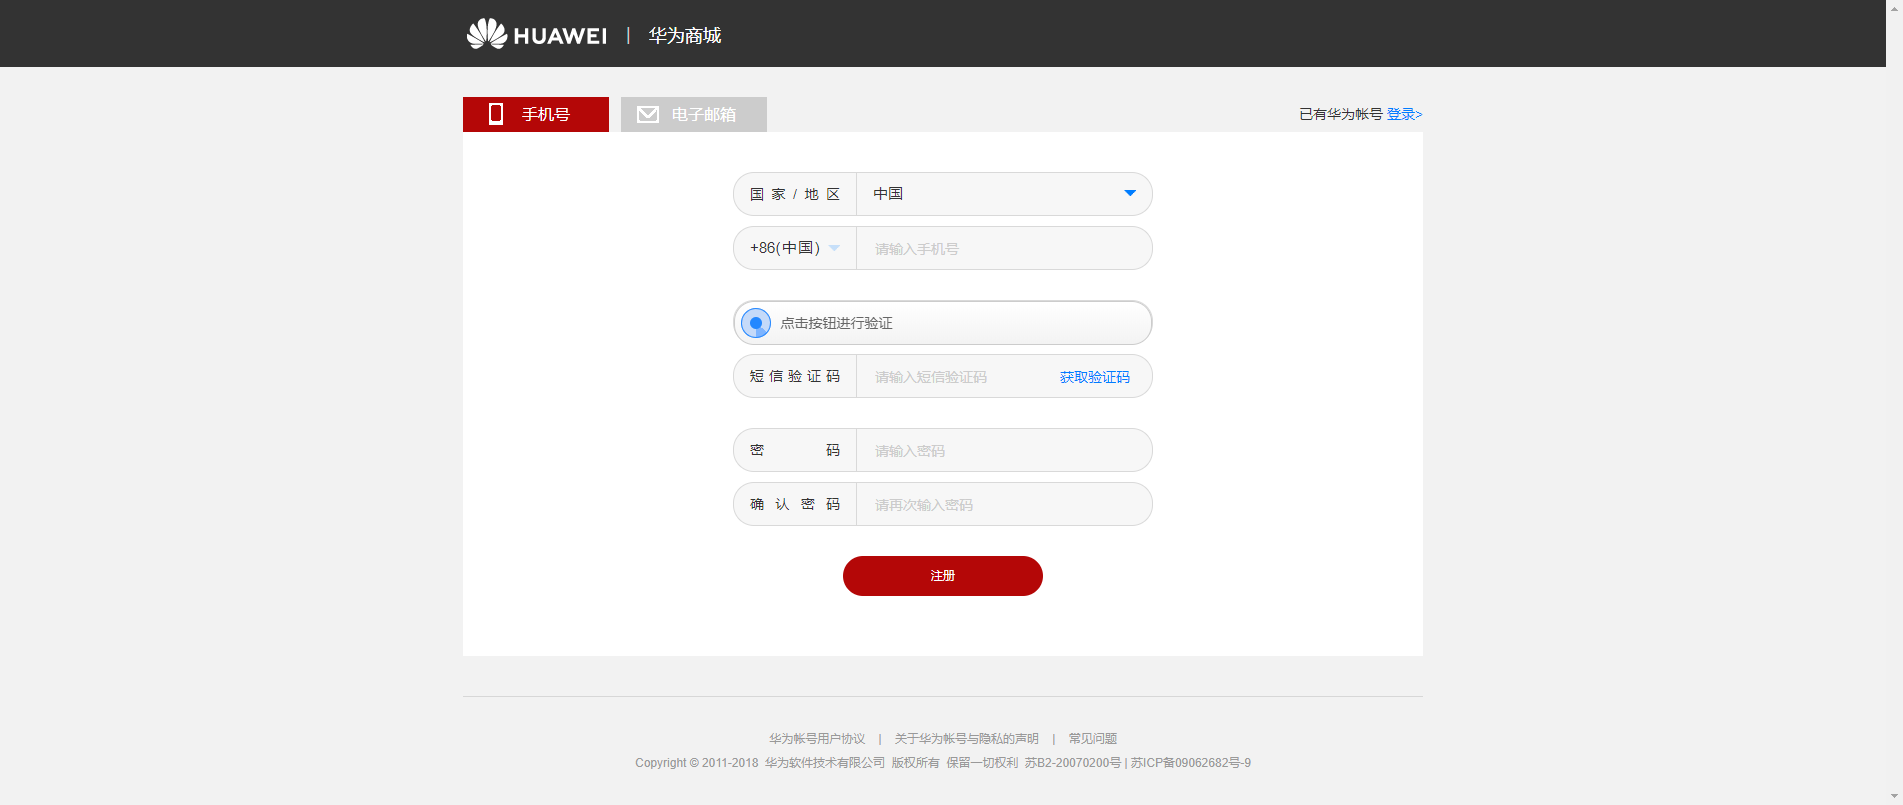 HUAWEI | 华为商城
手机号 电子邮箱 已有华为帐号 登录>
国家/地区 中国
+86(中国) 请输入手机号
点击按钮进行验证
短信验证码 请输入短信验证码 获取验证码
密码 请输入密码
确认密码 请再次输入密码
注册
华为帐号用户协议 | 关于华为帐号与隐私的声明 | 常见问题
Copyright © 2011-2018 华为软件技术有限公司 版权所有 保留一切权利 苏B2-20070200号 | 苏ICP备09062682号-9